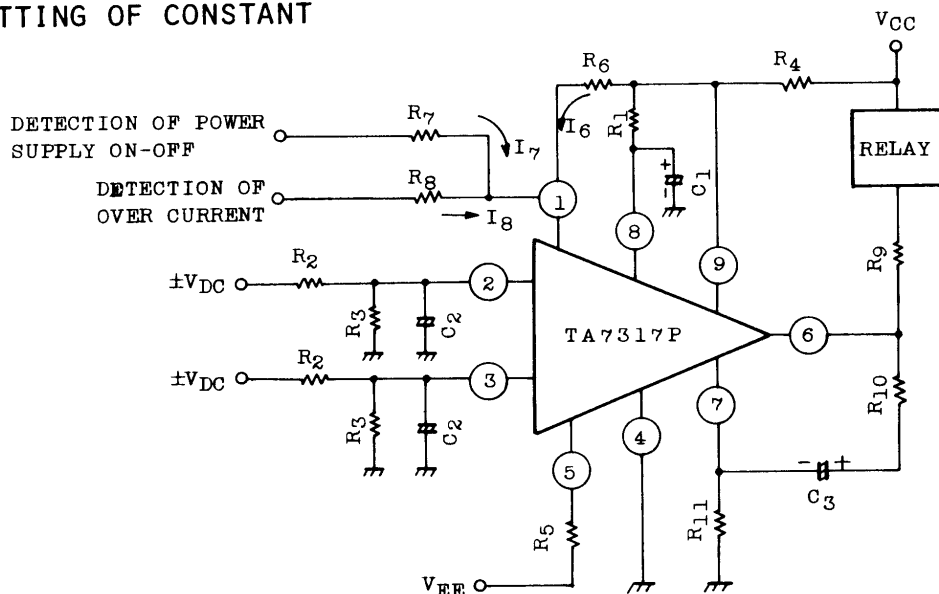 TTING OF CONSTANT
VCC
R6
R4
R1
I6
C1
DETECTION OF POWER
SUPPLY ON-OFF
R7
I7
RELAY
DETECTION OF
OVER CURRENT
R8
I8
1
8
9
R9
±VDC
R2
2
R3
C2
TA7317P
6
±VDC
R2
3
R3
C2
7
R10
4
5
- +
C3
R5
R11
VEE